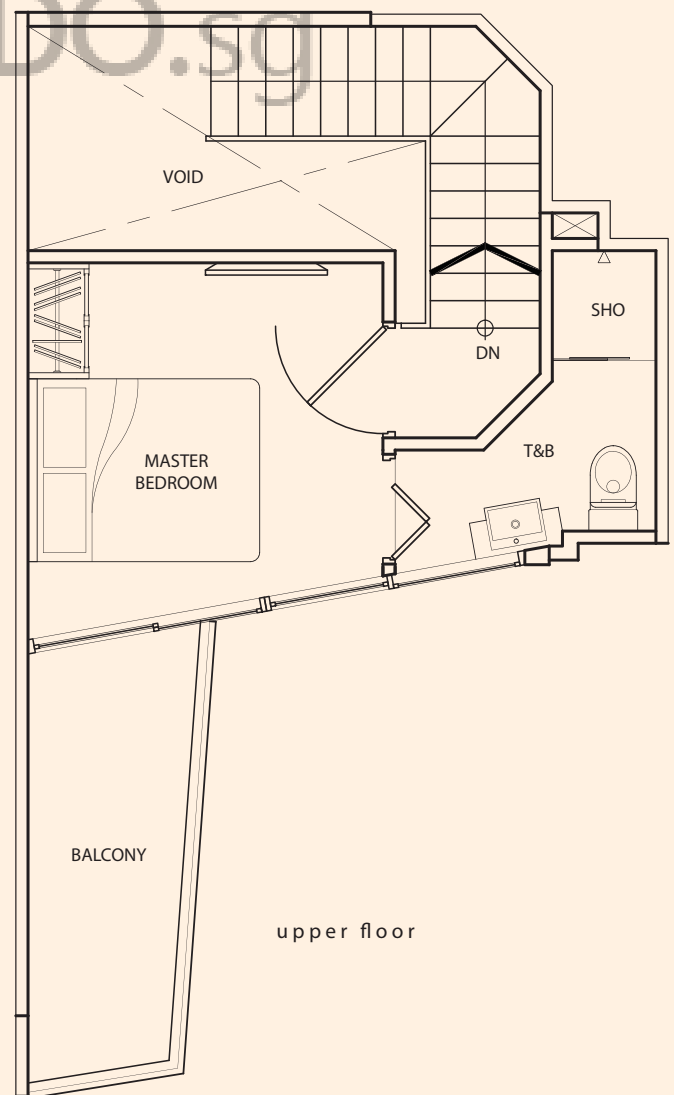 DO.sg
VOID
SHO
DN
T&B
MASTER
BEDROOM
BALCONY
upper floor